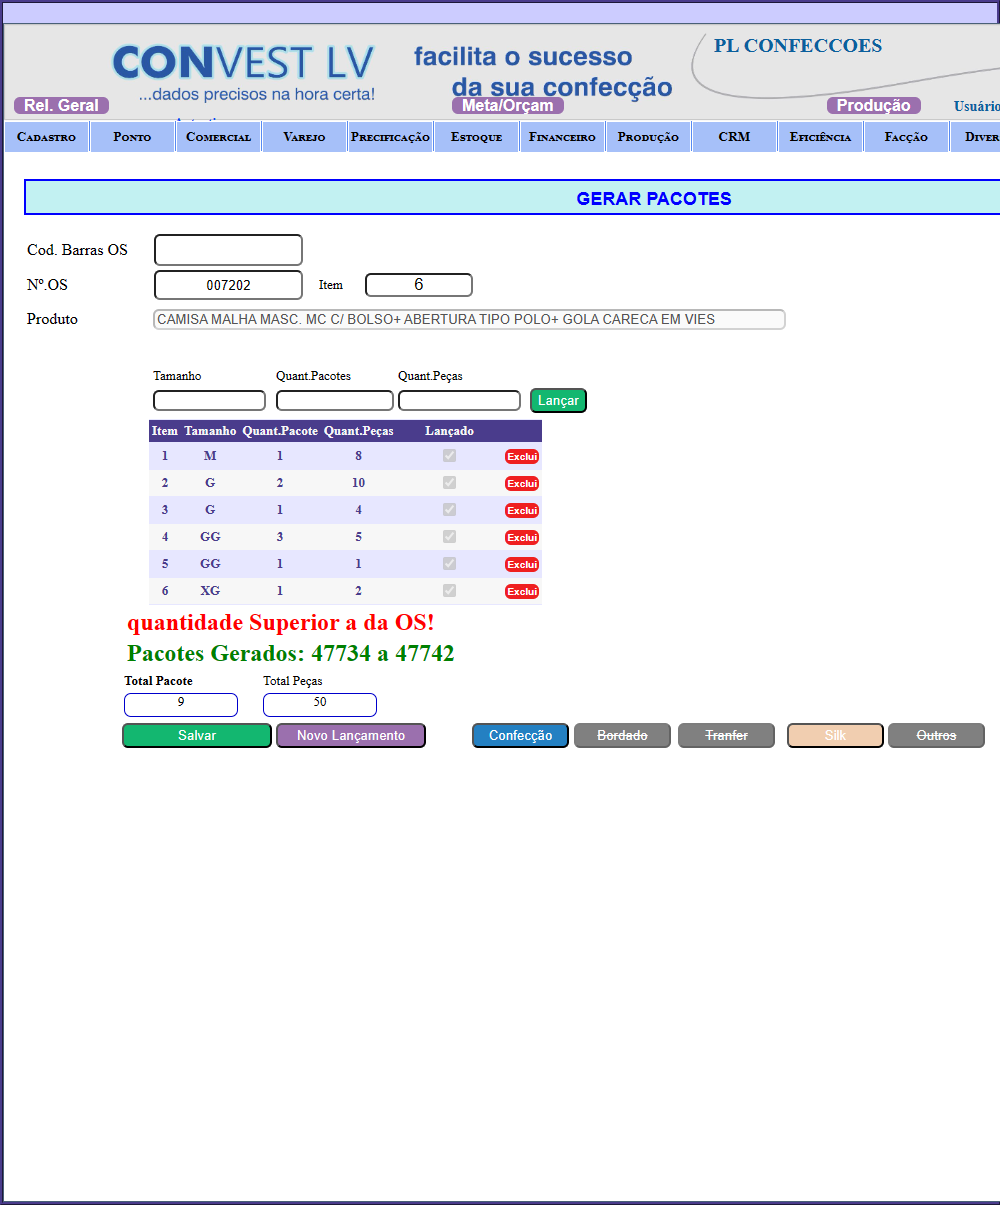 CONVEST LV
...dados precisos na hora certa!
facilita o sucesso
da sua confecção
PL CONFECCOES
Rel. Geral
Meta/Orçam
Produção
Usuário
Cadastro Ponto Comercial Varejo Precificação Estoque Financeiro Produção CRM Eficiência Facção Diver
GERAR PACOTES
Cod. Barras OS
Nº.OS 007202 Item 6
Produto CAMISA MALHA MASC. MC C/ BOLSO+ ABERTURA TIPO POLO+ GOLA CARECA EM VIES
Tamanho Quant.Pacotes Quant.Peças
Lançar
Item Tamanho Quant.Pacote Quant.Peças Lançado
1 M 1 8 Exclui
2 G 2 10 Exclui
3 G 1 4 Exclui
4 GG 3 5 Exclui
5 GG 1 1 Exclui
6 XG 1 2 Exclui
quantidade Superior a da OS!
Pacotes Gerados: 47734 a 47742
Total Pacote Total Peças
9 50
Salvar Novo Lançamento Confecção Bordado Tranfer Silk Outros